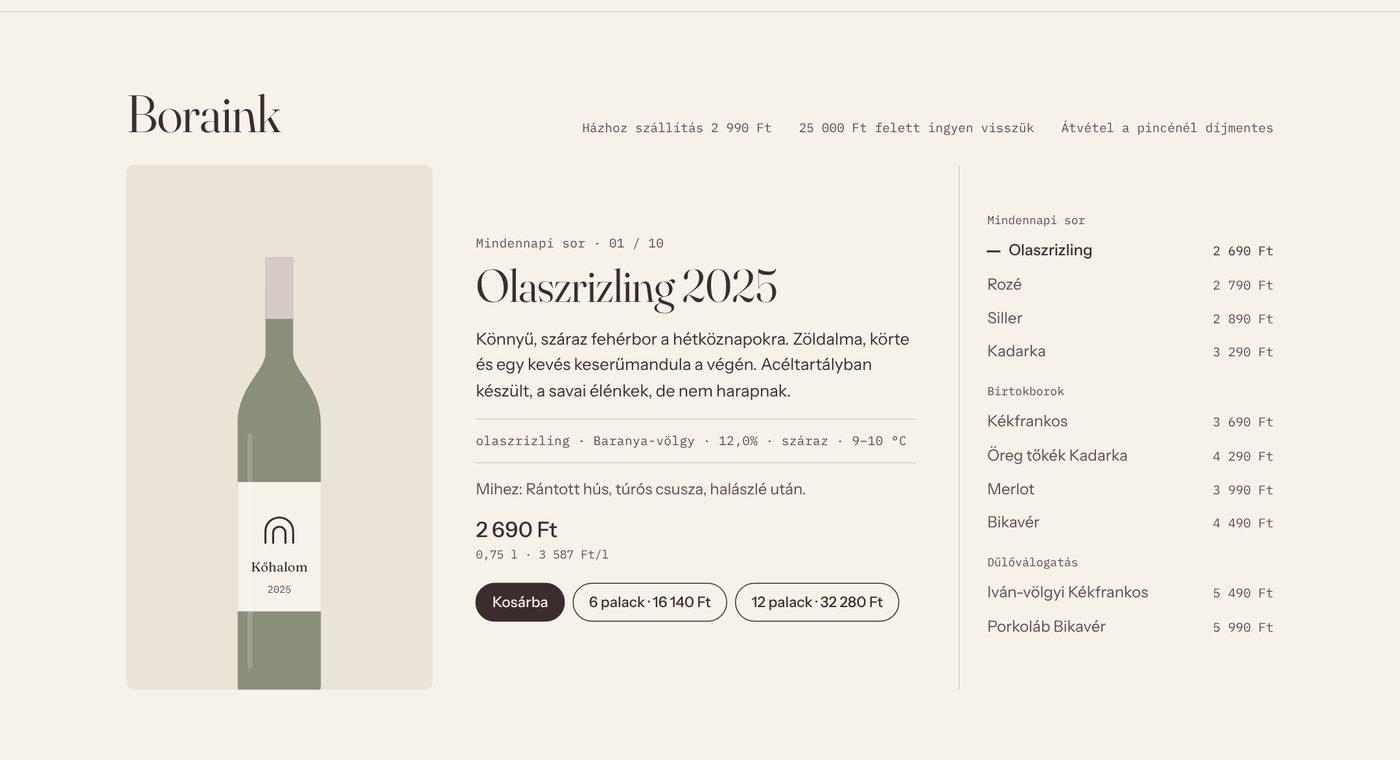 Boraink
Házhoz szállítás 2 990 Ft 25 000 Ft felett ingyen visszük Átvétel a pincénél díjmentes
Kőhalom
2025
Mindennapi sor · 01 / 10
Olaszrizling 2025
Könnyű, száraz fehérbor a hétköznapokra. Zöldalma, körte
és egy kevés keserűmandula a végén. Acéltartályban
készült, a savai élénkek, de nem harapnak.
olaszrizling · Baranya-völgy · 12,0% · száraz · 9–10 °C
Mihez: Rántott hús, túrós csusza, halászlé után.
2 690 Ft
0,75 l · 3 587 Ft/l
Kosárba
6 palack · 16 140 Ft
12 palack · 32 280 Ft
Mindennapi sor
— Olaszrizling 2 690 Ft
Rozé 2 790 Ft
Siller 2 890 Ft
Kadarka 3 290 Ft
Birtokborok
Kékfrankos 3 690 Ft
Öreg tőkék Kadarka 4 290 Ft
Merlot 3 990 Ft
Bikavér 4 490 Ft
Dűlőválogatás
Iván-völgyi Kékfrankos 5 490 Ft
Porkoláb Bikavér 5 990 Ft